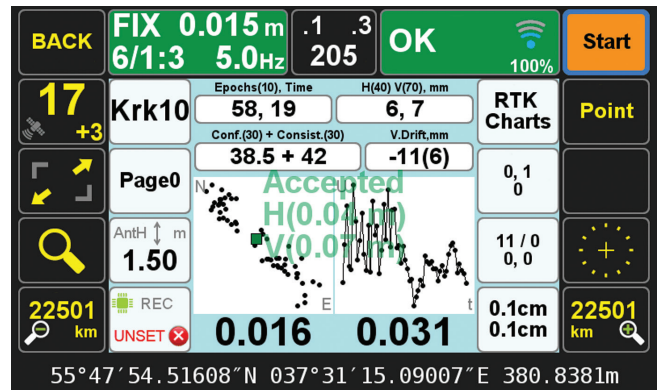 BACK
FIX 0.015 m
6/1:3 5.0Hz
.1 .3
205
OK
100%
Start
17
+3
Krk10
Epochs(10), Time
58, 19
H(40) V(70), mm
6, 7
RTK
Charts
Point
Conf.(30) + Consist.(30)
38.5 + 42
V.Drift,mm
-11(6)
Page0
N
E
U
t
Accepted
H(0.04 m)
0, 1
0
AntH m
1.50
11 / 0
0, 0
REC
UNSET
0.016
0.031
0.1cm
0.1cm
22501
km
22501
km
55°47′54.51608″N 037°31′15.09007″E 380.8381m